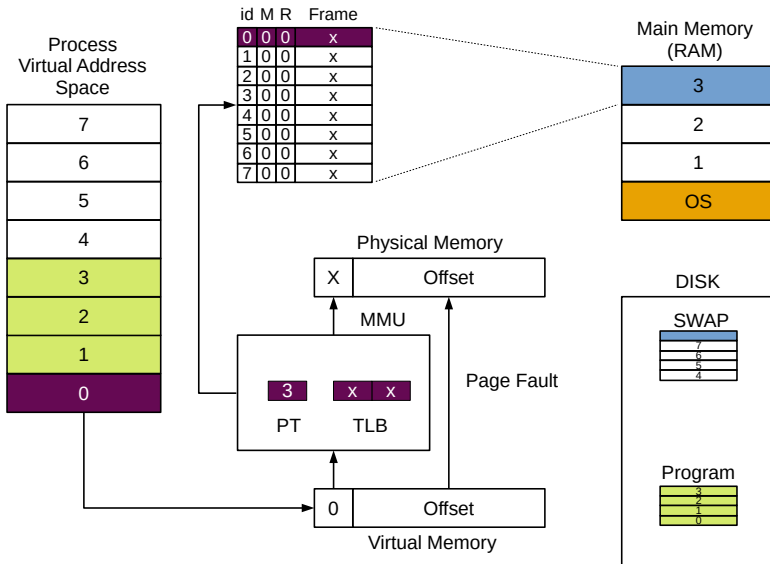 Process
Virtual Address
Space
7
6
5
4
3
2
1
0
id M R Frame
0 0 0 x
1 0 0 x
2 0 0 x
3 0 0 x
4 0 0 x
5 0 0 x
6 0 0 x
7 0 0 x
Main Memory
(RAM)
3
2
1
OS
Physical Memory
X Offset
MMU
3 x x
PT TLB
Page Fault
0 Offset
Virtual Memory
DISK
SWAP
7
6
5
4
Program
3
2
1
0